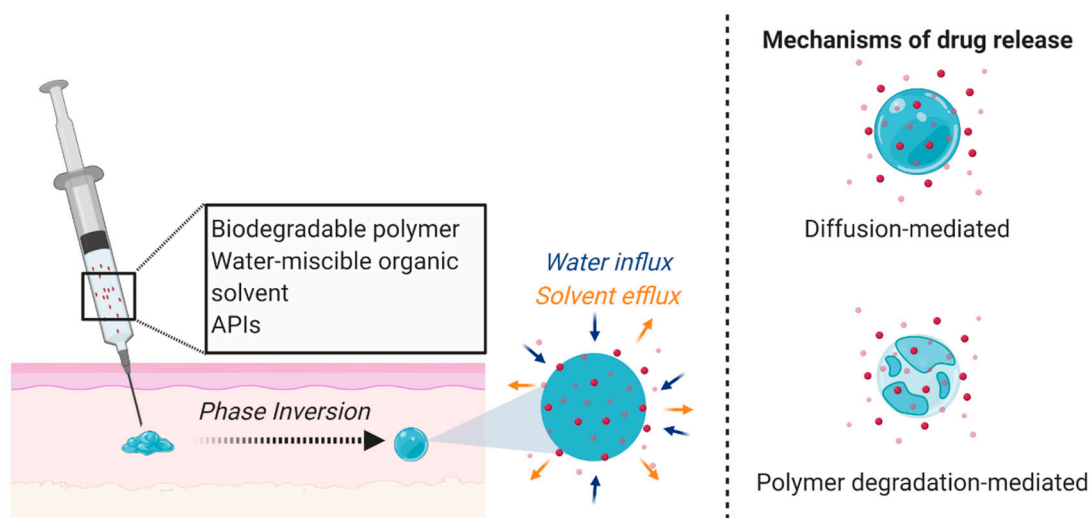 Mechanisms of drug release
Biodegradable polymer
Water-miscible organic
solvent
APIs
Water influx
Solvent efflux
Phase Inversion
Diffusion-mediated
Polymer degradation-mediated